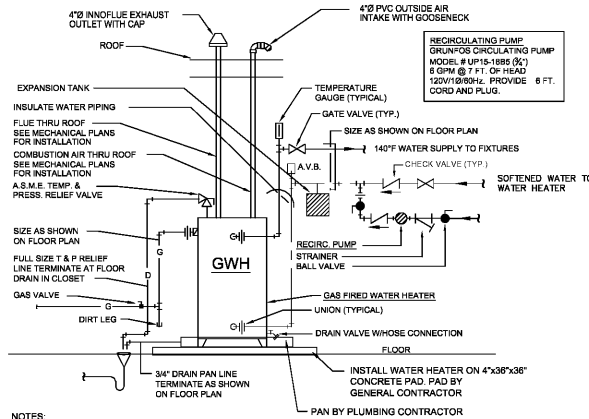 4"Ø INNOFLUE EXHAUST
OUTLET WITH CAP
4"Ø PVC OUTSIDE AIR
INTAKE WITH GOOSENECK
ROOF
RECIRCULATING PUMP
GRUNFOS CIRCULATING PUMP
MODEL # UP15-18B5 (¾")
6 GPM @ 7 FT. OF HEAD
120V/1Ø/60Hz. PROVIDE 6 FT.
CORD AND PLUG.
EXPANSION TANK
INSULATE WATER PIPING
TEMPERATURE
GAUGE (TYPICAL)
GATE VALVE (TYP.)
FLUE THRU ROOF
SEE MECHANICAL PLANS
FOR INSTALLATION
SIZE AS SHOWN ON FLOOR PLAN
140°F WATER SUPPLY TO FIXTURES
COMBUSTION AIR THRU ROOF
SEE MECHANICAL PLANS
FOR INSTALLATION
A.V.B.
CHECK VALVE (TYP.)
A.S.M.E. TEMP. &
PRESS. RELIEF VALVE
SOFTENED WATER TO
WATER HEATER
SIZE AS SHOWN
ON FLOOR PLAN
G
GWH
RECIRC. PUMP
STRAINER
BALL VALVE
FULL SIZE T & P RELIEF
LINE TERMINATE AT FLOOR
DRAIN IN CLOSET
D
GAS VALVE
G
GAS FIRED WATER HEATER
DIRT LEG
UNION (TYPICAL)
DRAIN VALVE W/HOSE CONNECTION
FLOOR
3/4" DRAIN PAN LINE
TERMINATE AS SHOWN
ON FLOOR PLAN
INSTALL WATER HEATER ON 4"x36"x36"
CONCRETE PAD. PAD BY
GENERAL CONTRACTOR
PAN BY PLUMBING CONTRACTOR
NOTES: